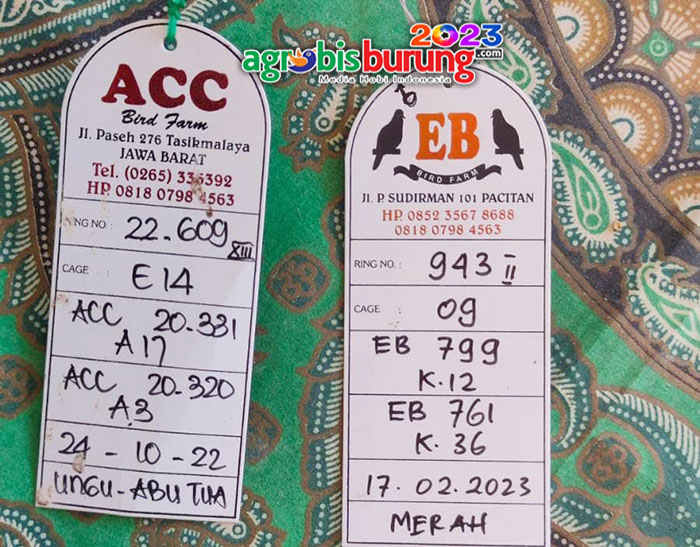 2023
agrobisburung.com
Media Hobi Indonesia
ACC
Bird Farm
Jl. Paseh 276 Tasikmalaya
JAWA BARAT
Tel. (0265) 336392
HP. 0818 0798 4563
RING NO : 22-609 XIII
CAGE : E14
ACC 20-331
A17
ACC 20-320
A3
24 - 10 - 22
UNGU - ABU TUA
EB
BIRD FARM
Jl. P. SUDIRMAN 101 PACITAN
HP. 0852 3567 8688
0818 0798 4563
RING NO. : 943 II
CAGE : 09
EB 799
K.12
EB 761
K.36
17. 02. 2023
MERAH